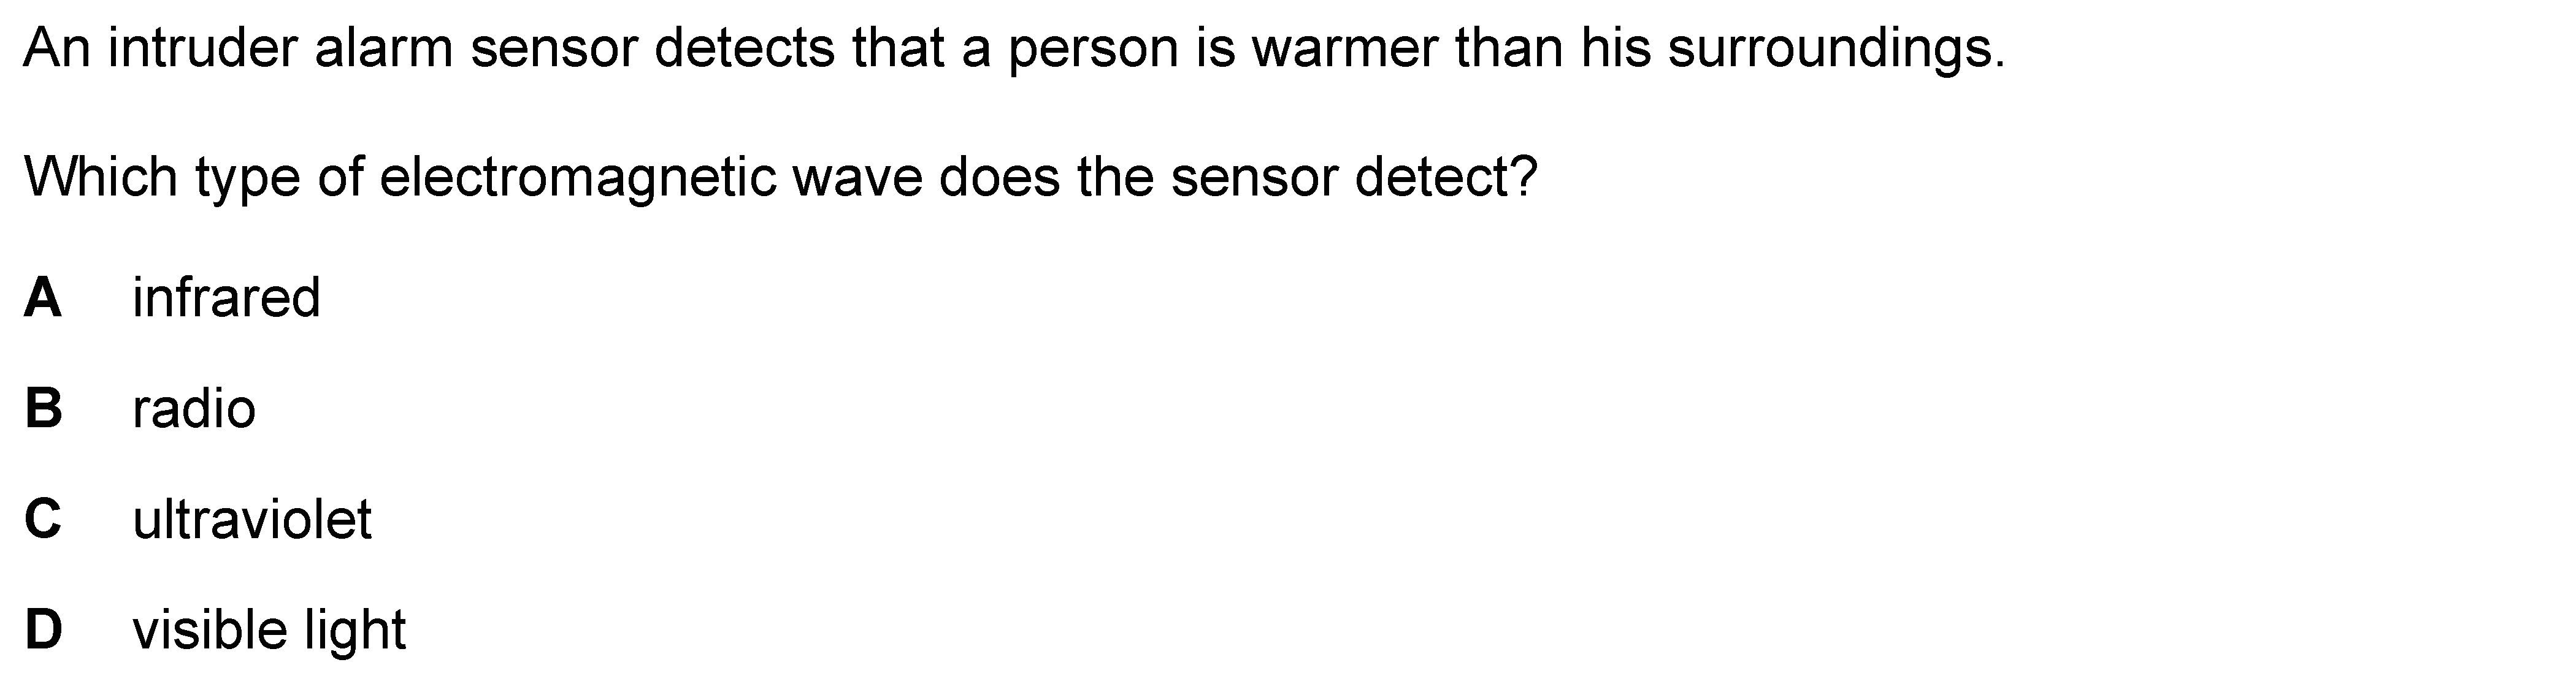 An intruder alarm sensor detects that a person is warmer than his surroundings.
Which type of electromagnetic wave does the sensor detect?
A infrared
B radio
C ultraviolet
D visible light